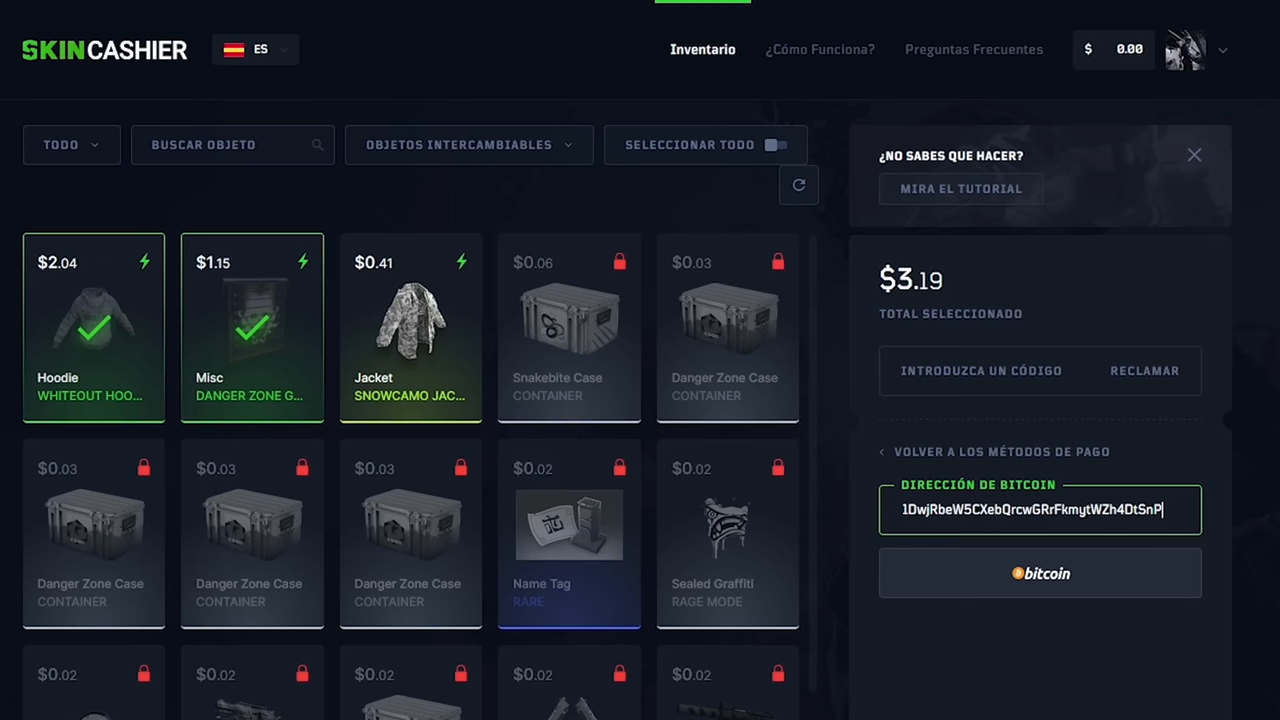 SKINCASHIER
ES
Inventario
¿Cómo Funciona?
Preguntas Frecuentes
$ 0.00
TODO
BUSCAR OBJETO
OBJETOS INTERCAMBIABLES
SELECCIONAR TODO
¿NO SABES QUE HACER?
MIRA EL TUTORIAL
$2.04
Hoodie
WHITEOUT HOO...
$1.15
Misc
DANGER ZONE G...
$0.41
Jacket
SNOWCAMO JAC...
$0.06
Snakebite Case
CONTAINER
$0.03
Danger Zone Case
CONTAINER
$0.03
Danger Zone Case
CONTAINER
$0.03
Danger Zone Case
CONTAINER
$0.03
Danger Zone Case
CONTAINER
$0.02
Name Tag
RARE
$0.02
Sealed Graffiti
RAGE MODE
$0.02
$0.02
$0.02
$0.02
$0.02
$3.19
TOTAL SELECCIONADO
INTRODUZCA UN CÓDIGO
RECLAMAR
VOLVER A LOS MÉTODOS DE PAGO
DIRECCIÓN DE BITCOIN
1DwjRbeW5CXebQrcwGRrFkmytWZh4DtSnP
bitcoin